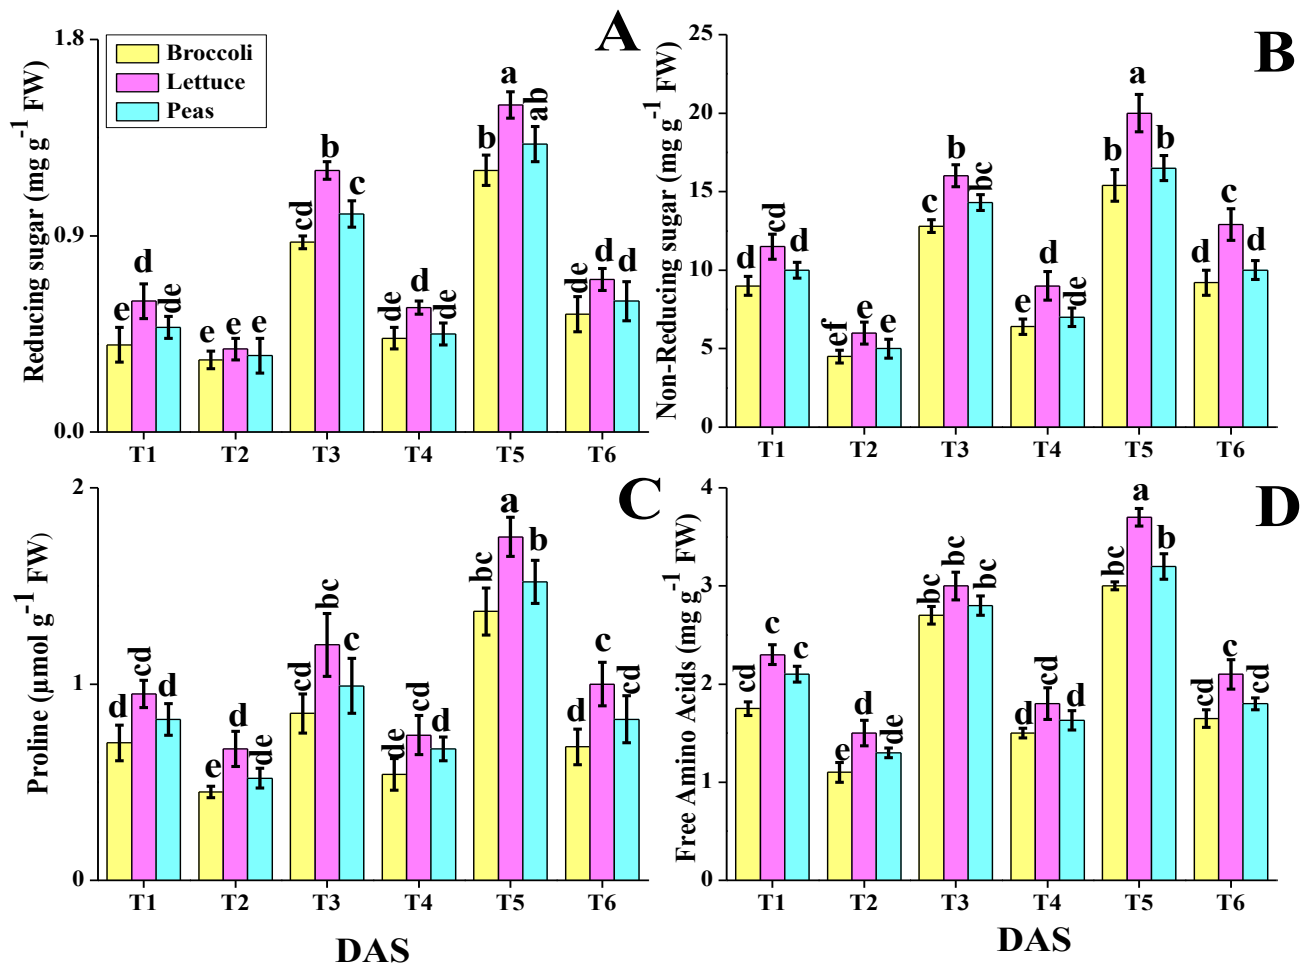 A
Reducing sugar (mg g⁻¹ FW)
1.8
0.9
0.0
Broccoli
Lettuce
Peas
e d de
e e e
cd b c
de d de
b a ab
de d d
T1 T2 T3 T4 T5 T6
B
Non-Reducing sugar (mg g⁻¹ FW)
25
20
15
10
5
0
d cd d
ef e e
c b bc
e d de
b a b
d c d
T1 T2 T3 T4 T5 T6
C
Proline (µmol g⁻¹ FW)
2
1
0
d cd d
e d de
cd bc c
de cd d
bc a b
d c cd
T1 T2 T3 T4 T5 T6
DAS
D
Free Amino Acids (mg g⁻¹ FW)
4
3
2
1
0
cd c c
e d de
bc bc bc
d cd d
bc a b
cd c cd
T1 T2 T3 T4 T5 T6
DAS